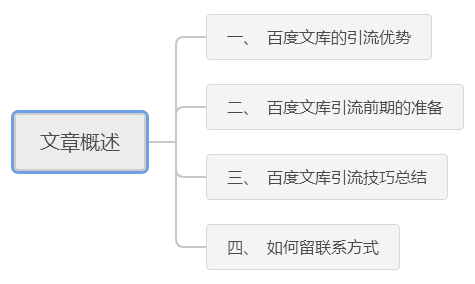 文章概述
一、 百度文库的引流优势
二、 百度文库引流前期的准备
三、 百度文库引流技巧总结
四、 如何留联系方式